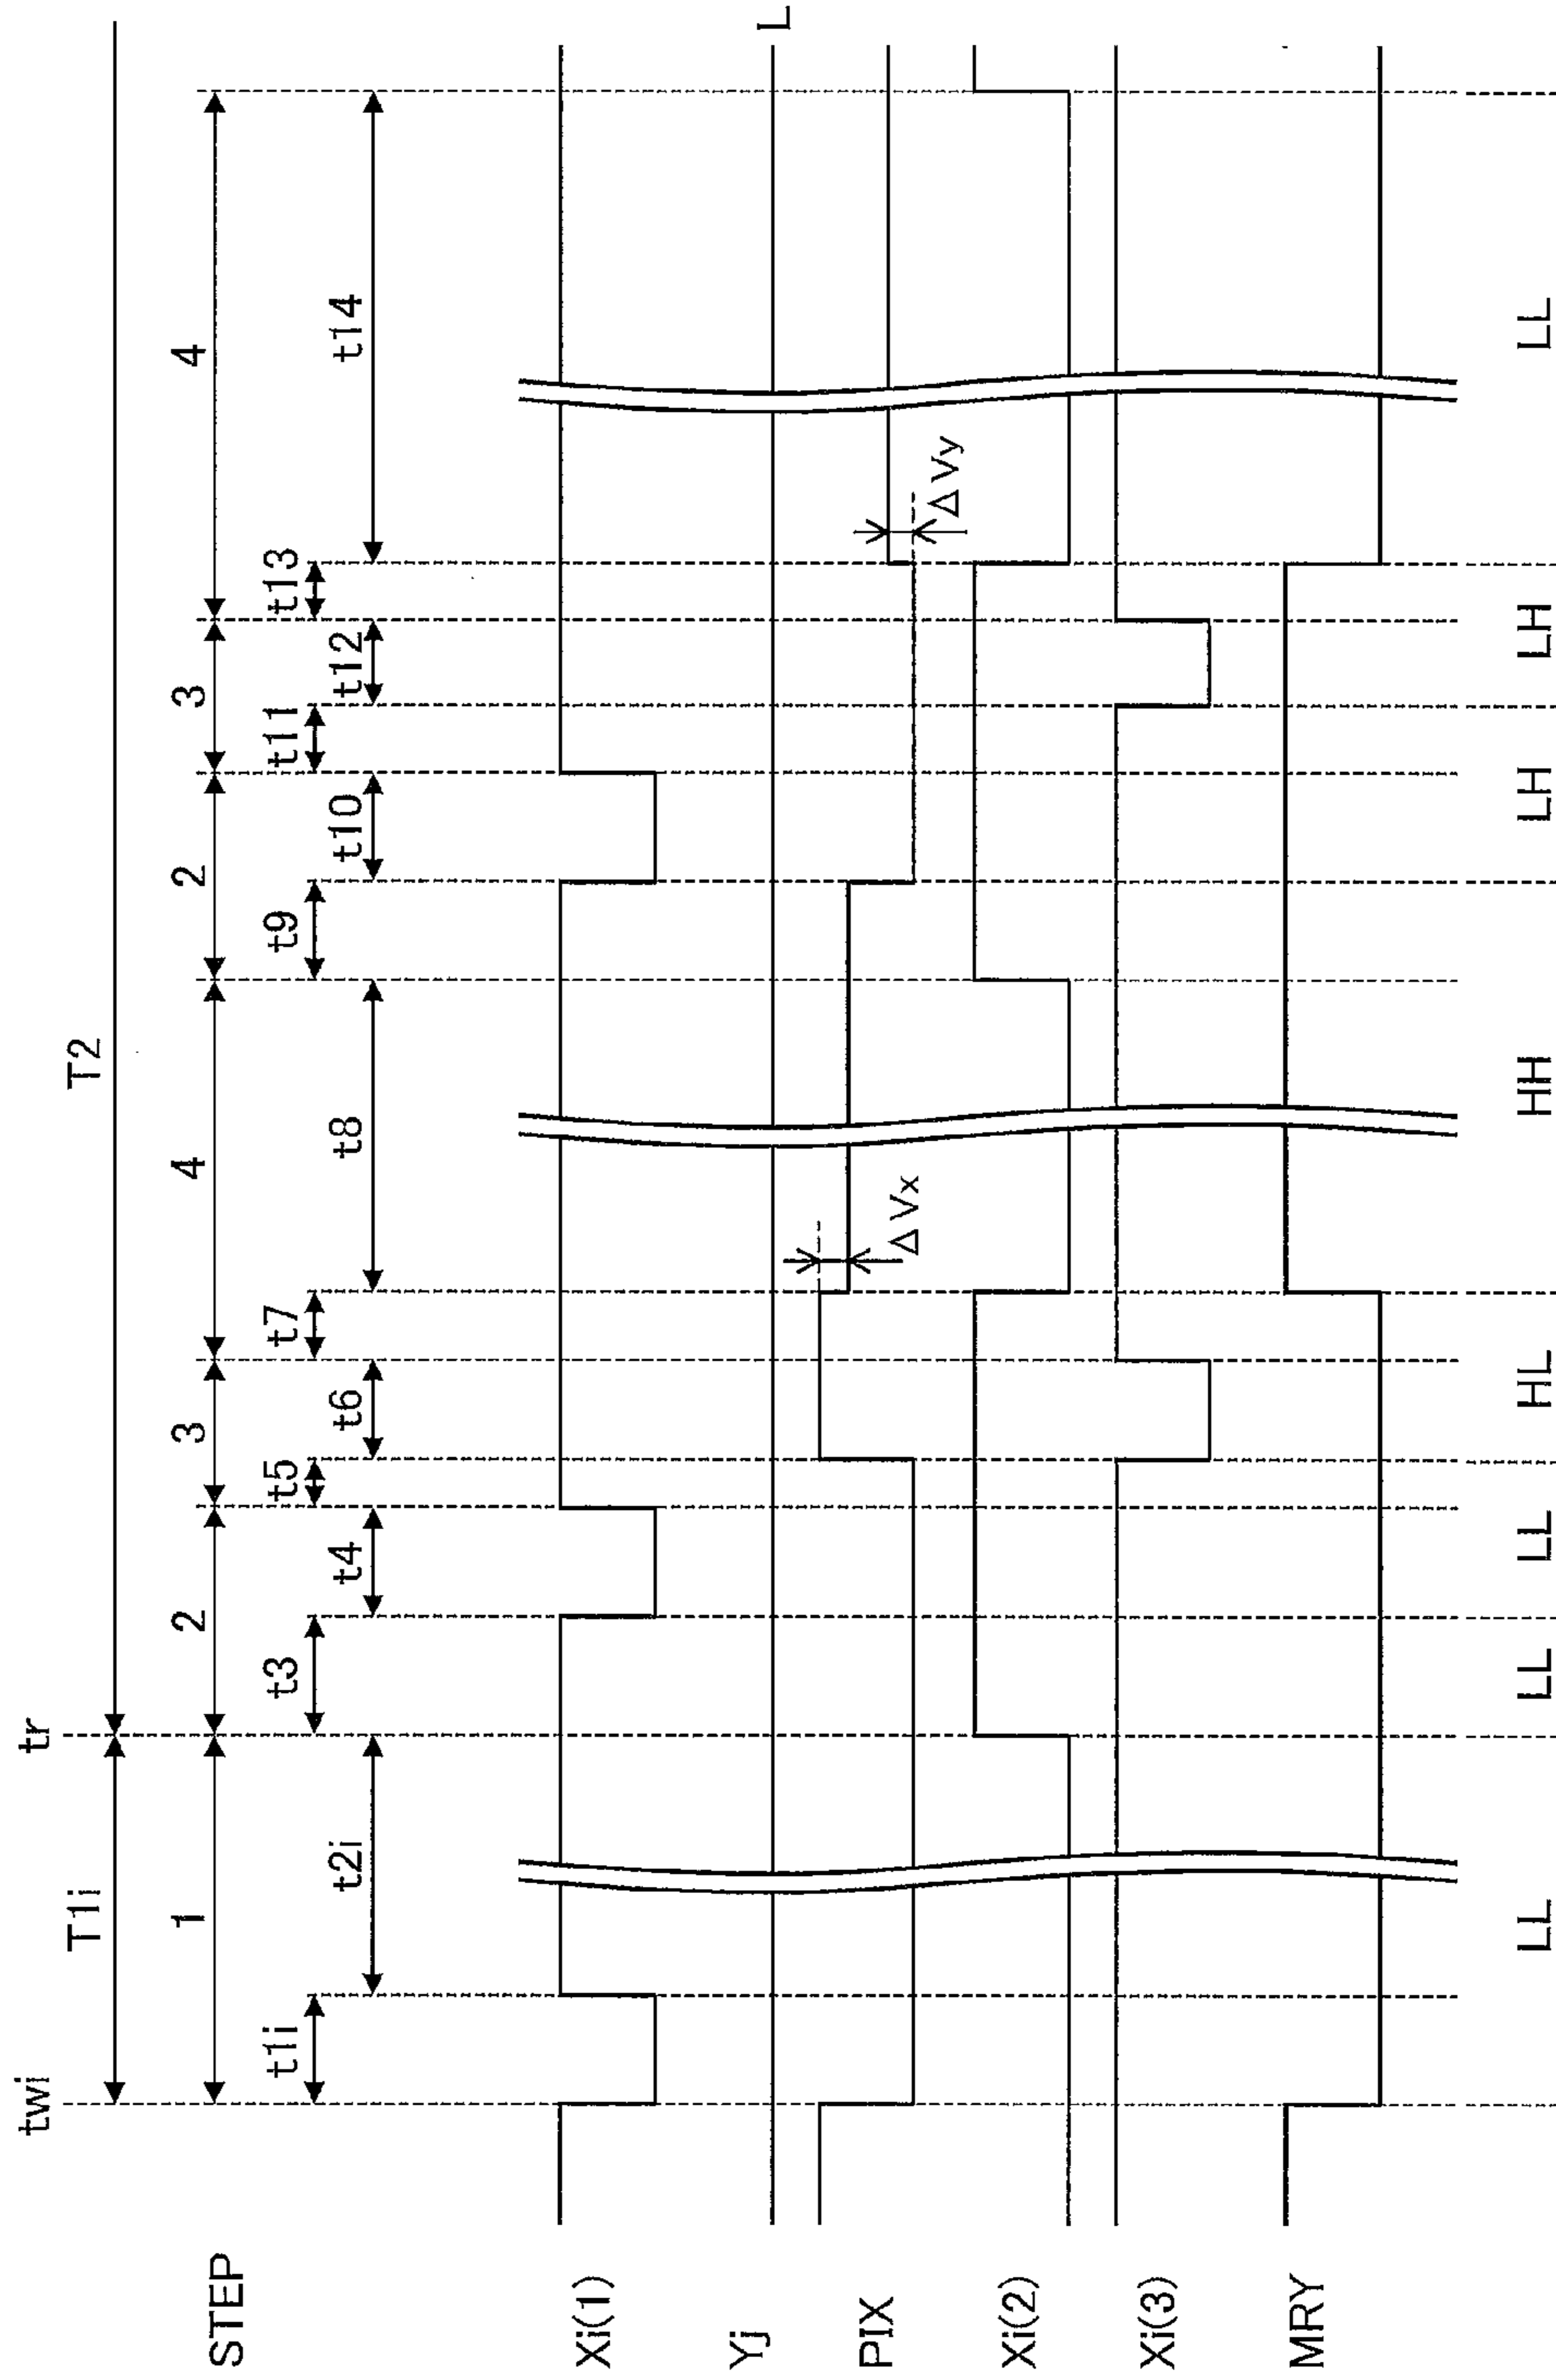 twi tr
T1i T2
STEP 1 2 3 4 2 3 4
t1i t3 t5 t7 t9 t11 t13
t2i t4 t6 t8 t10 t12 t14
Xi(1)
Yj L
PIX ΔVx ΔVy
Xi(2)
Xi(3)
MRY
LL LL LL HL HH LH LH LL